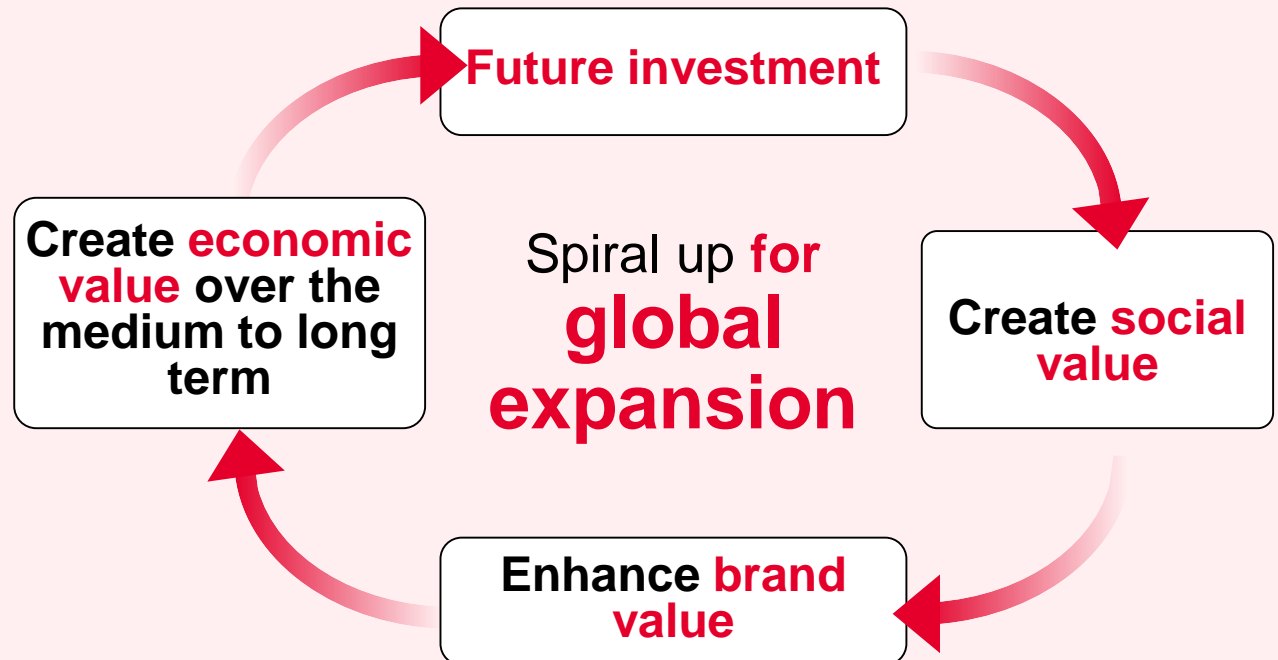 Future investment
Create economic
value over the
medium to long
term
Spiral up for
global
expansion
Create social
value
Enhance brand
value